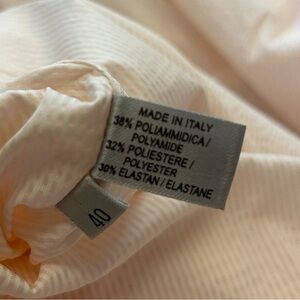 MADE IN ITALY
38% POLIAMMIDICA/
POLYAMIDE
32% POLIESTERE/
POLYESTER
30% ELASTAN/ELASTANE
40